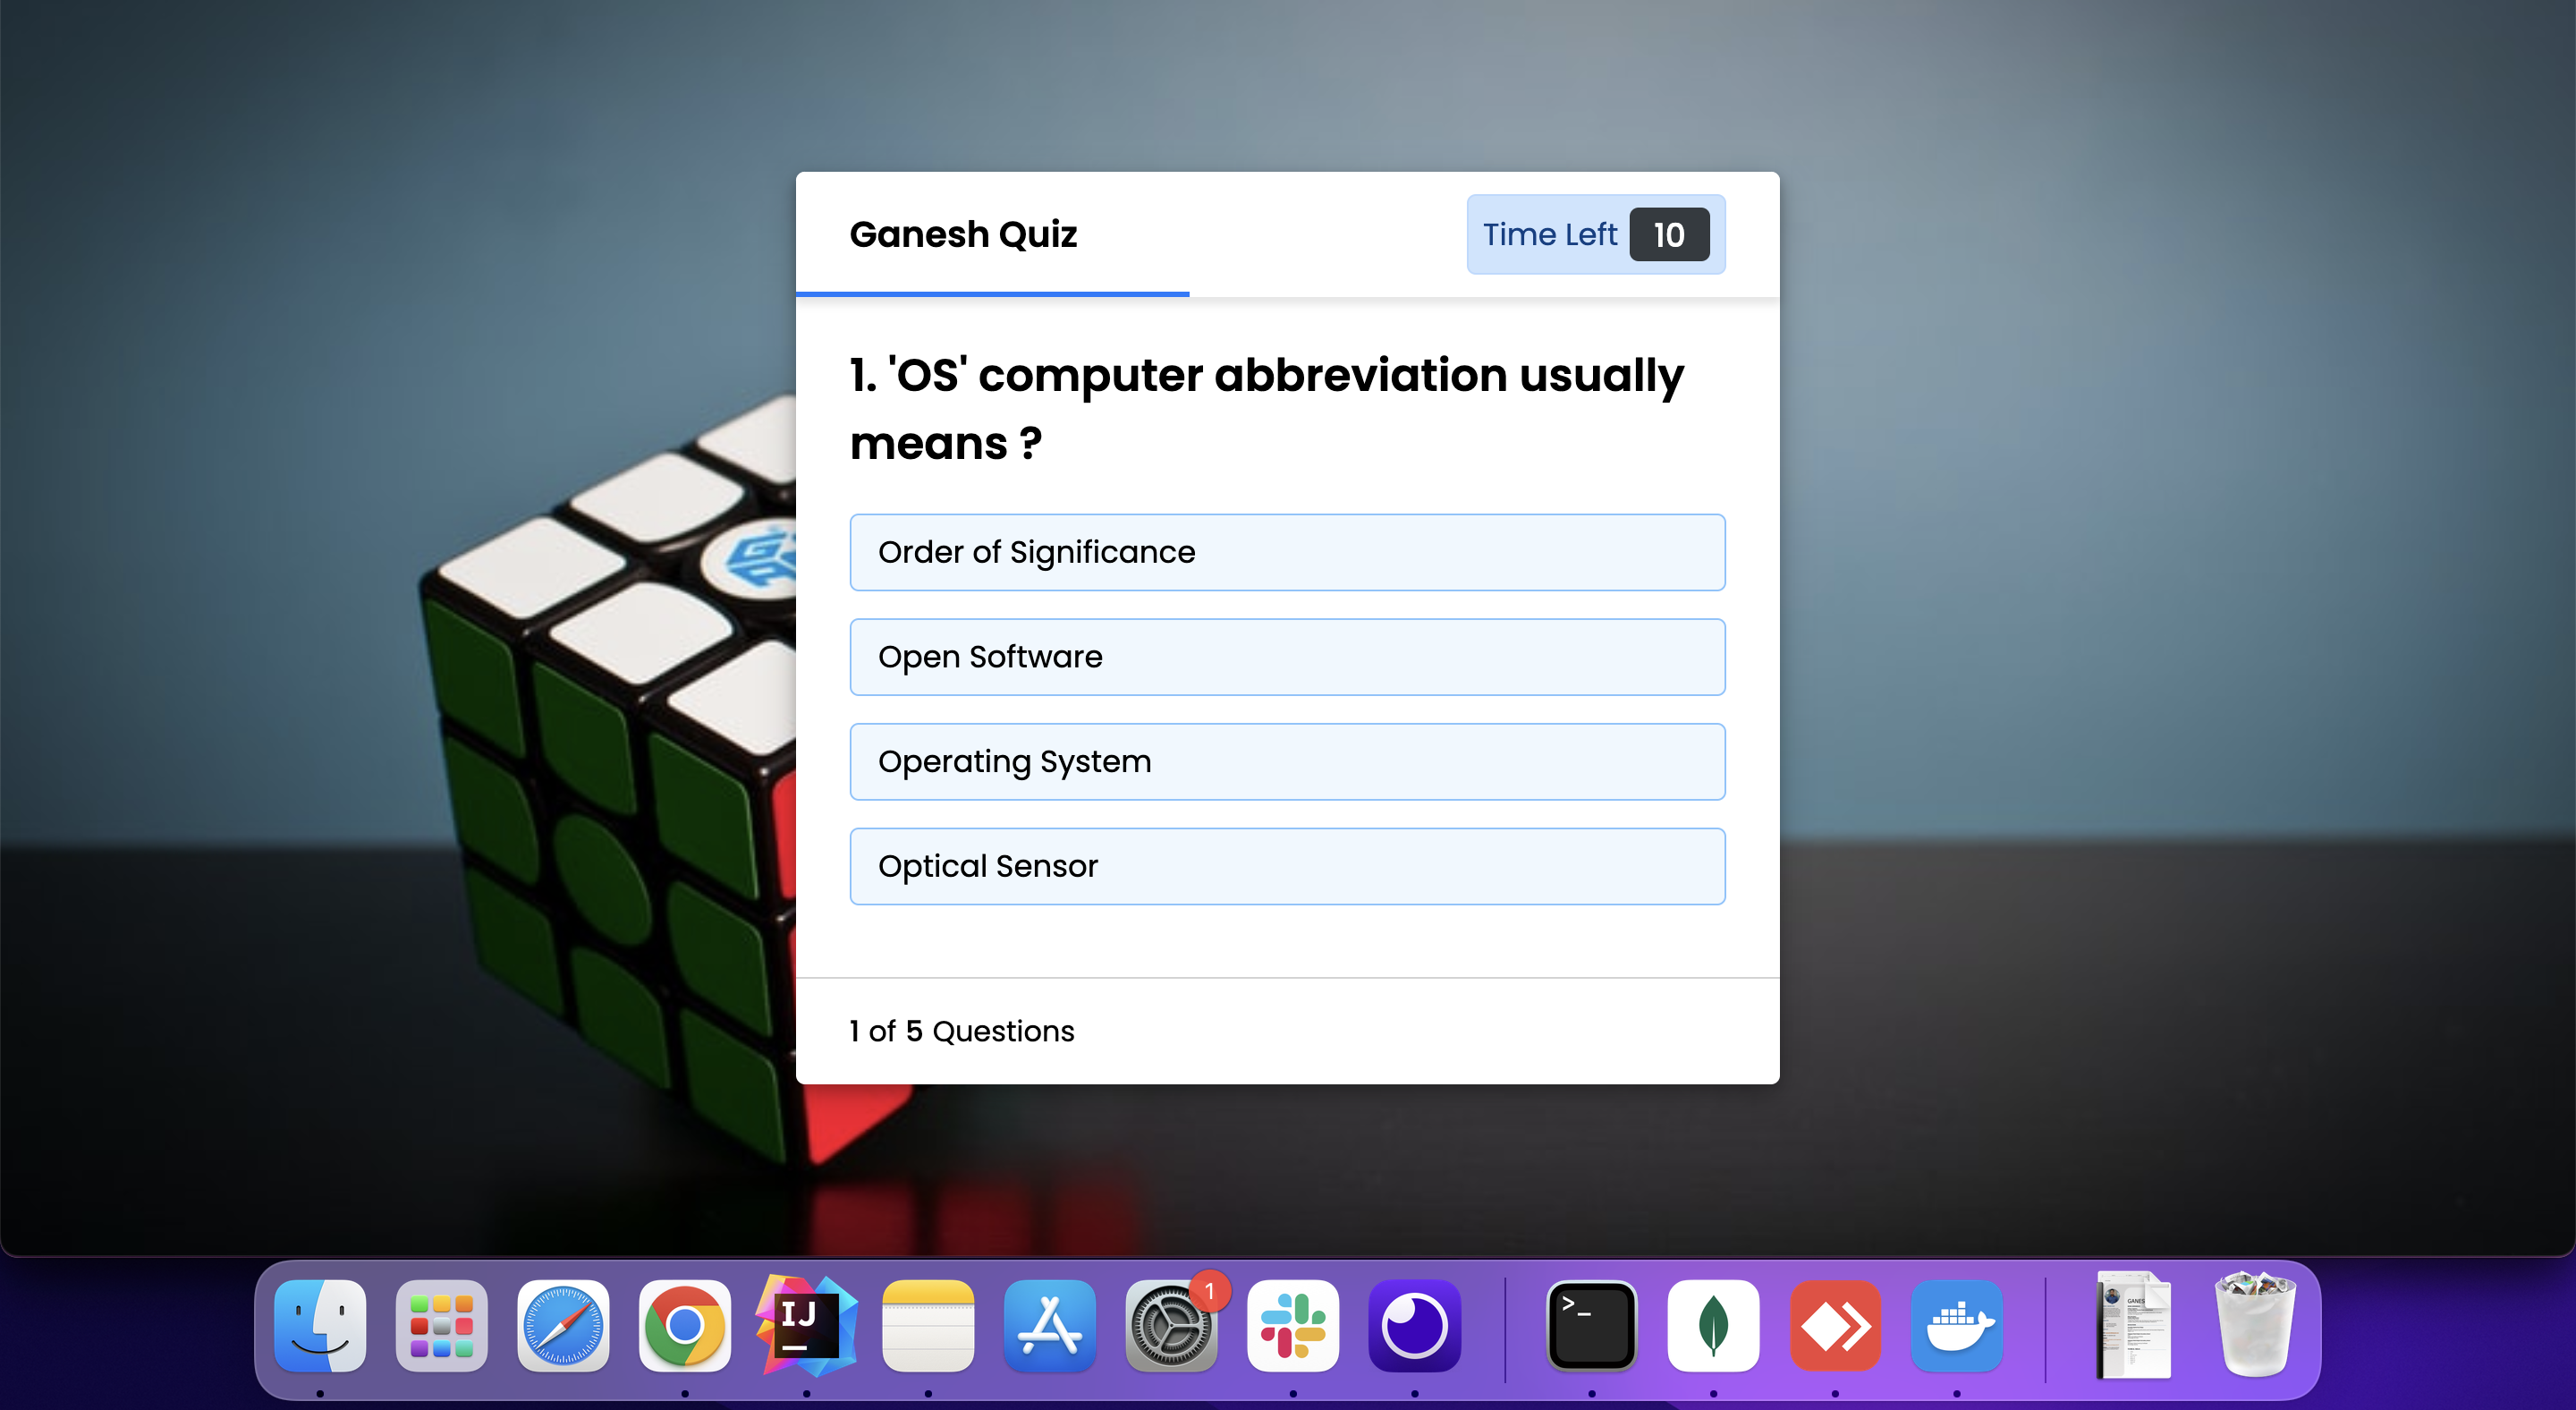 Ganesh Quiz
Time Left 10
1. 'OS' computer abbreviation usually
means ?
Order of Significance
Open Software
Operating System
Optical Sensor
1 of 5 Questions
1
IJ
>_